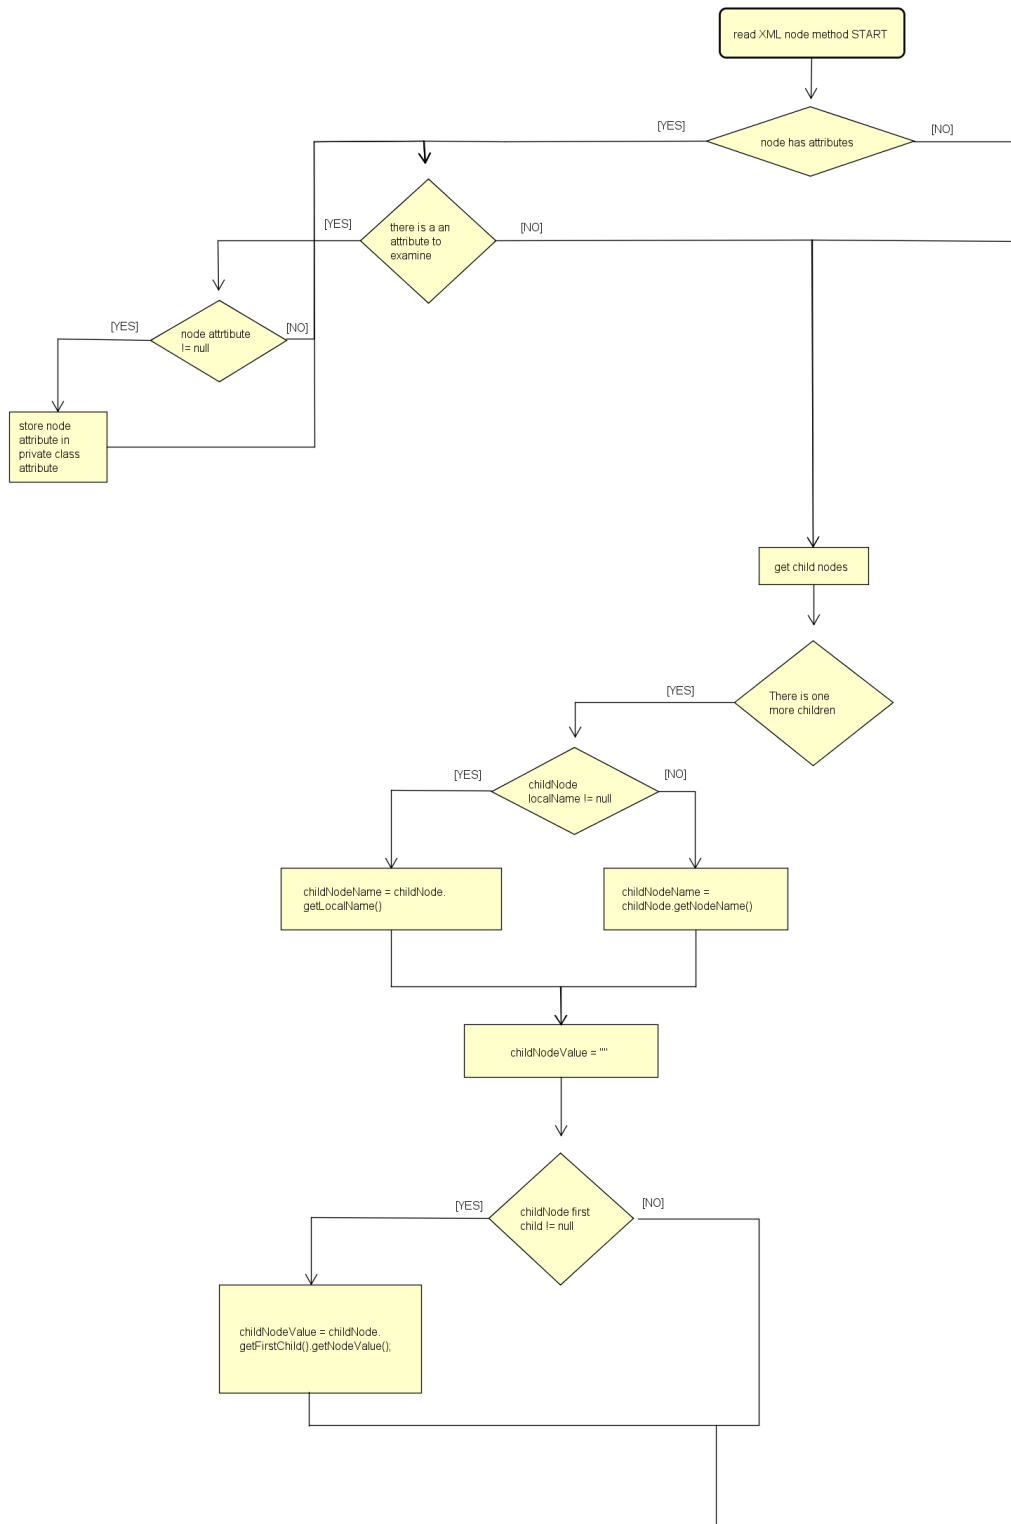 read XML node method START
[YES]
[NO]
node has attributes
[YES]
there is a an
attribute to
examine
[NO]
[YES]
node attrtibute
!= null
[NO]
store node
attribute in
private class
attribute
get child nodes
There is one
more children
[YES]
[YES]
childNode
localName != null
[NO]
childNodeName = childNode.
getLocalName()
childNodeName =
childNode.getNodeName()
childNodeValue = ""
[YES]
childNode first
child != null
[NO]
childNodeValue = childNode.
getFirstChild().getNodeValue();